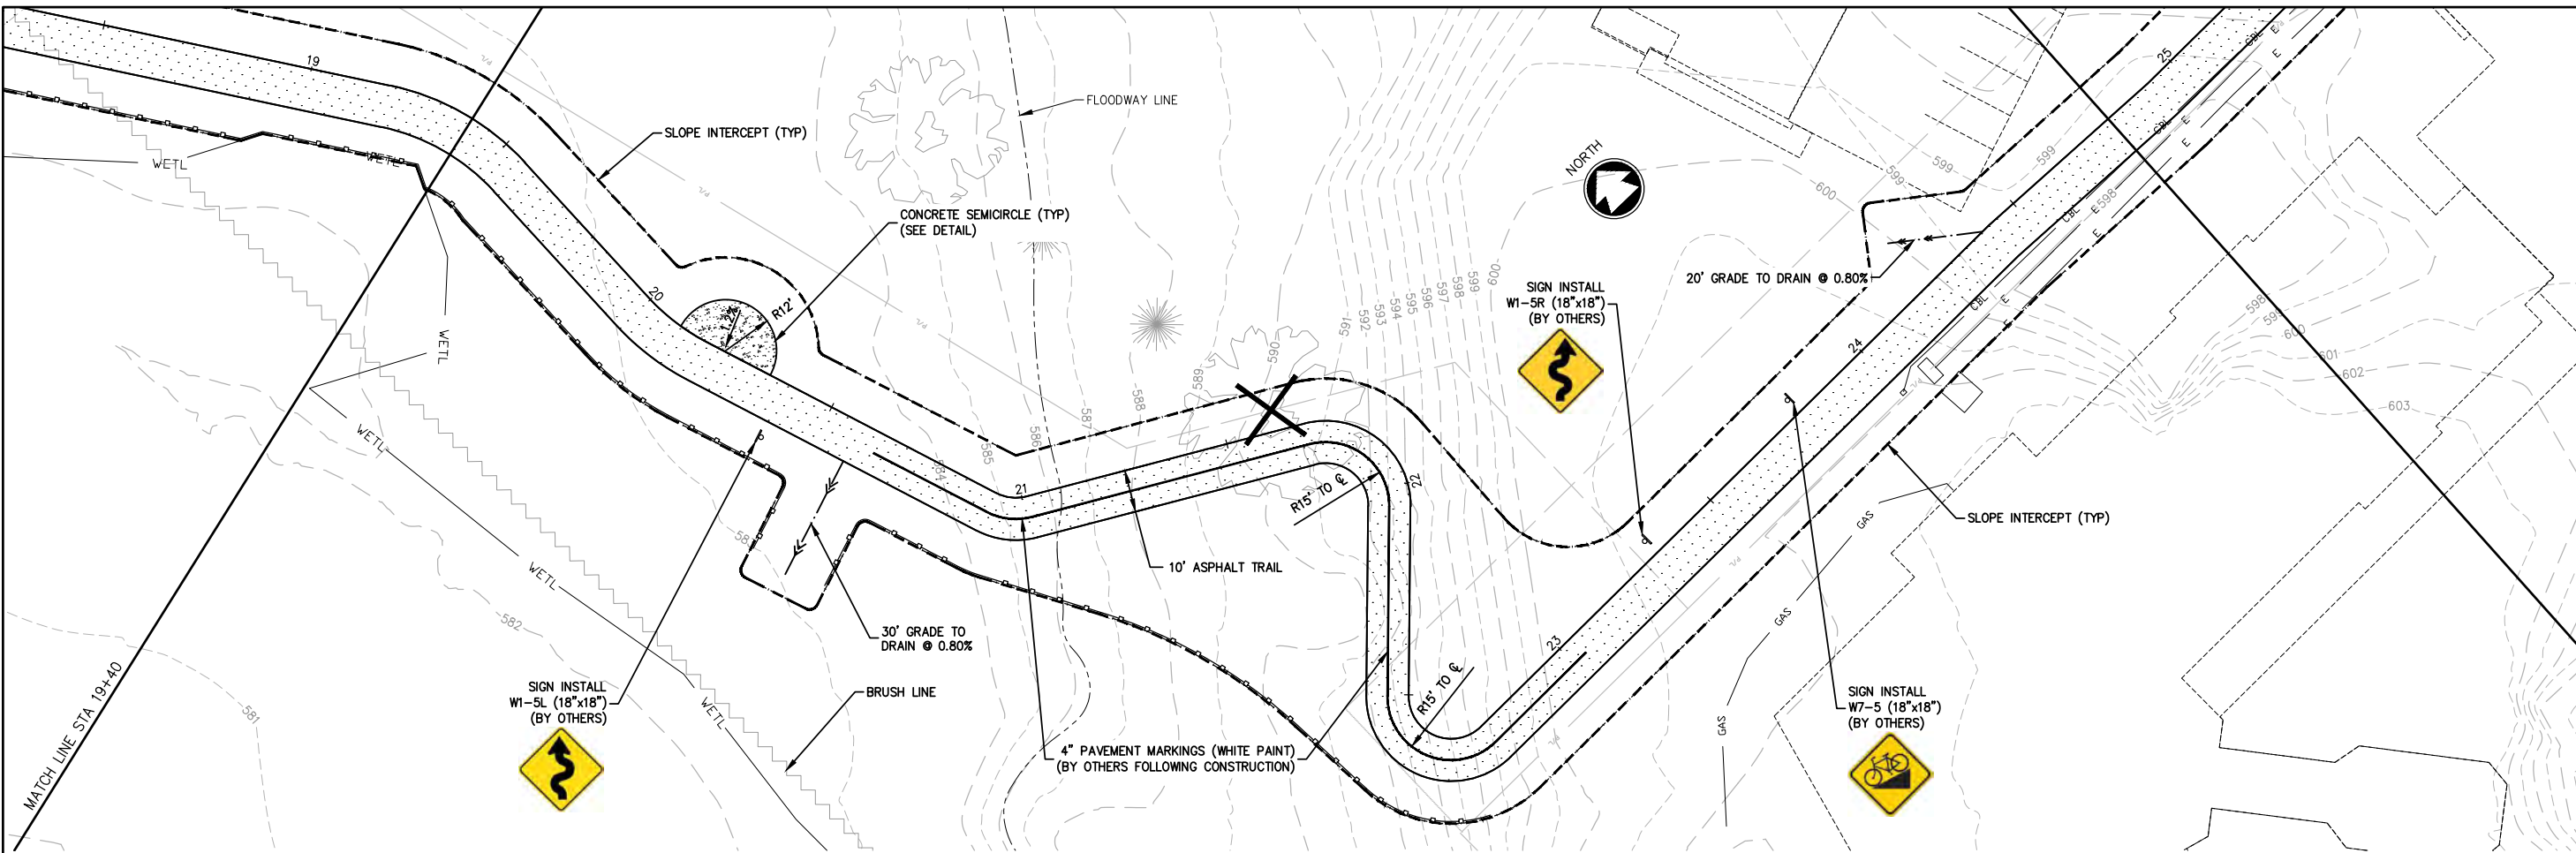 19
FLOODWAY LINE
SLOPE INTERCEPT (TYP)
WETL
WETL
CONCRETE SEMICIRCLE (TYP)
(SEE DETAIL)
NORTH
25
CBL
E
E
CBL
E
E
599
599
599
600
598
CBL
E
E
20
R12'
1.2%
SIGN INSTALL
W1-5R (18"x18")
(BY OTHERS)
20' GRADE TO DRAIN @ 0.80%
CBL
E
E
WETL
591
592
593
594
595
596
597
598
599
600
590
589
588
587
586
585
584
24
598
599
600
601
602
603
WETL
21
22
R15' TO ℄
GAS
SLOPE INTERCEPT (TYP)
10' ASPHALT TRAIL
WETL
582
GAS
30' GRADE TO
DRAIN @ 0.80%
23
R15' TO ℄
MATCH LINE STA 19+40
581
SIGN INSTALL
W1-5L (18"x18")
(BY OTHERS)
WETL
BRUSH LINE
GAS
SIGN INSTALL
W7-5 (18"x18")
(BY OTHERS)
4" PAVEMENT MARKINGS (WHITE PAINT)
(BY OTHERS FOLLOWING CONSTRUCTION)